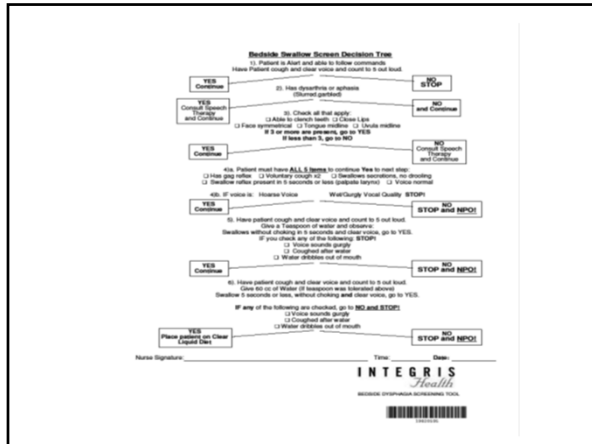 Bedside Swallow Screen Decision Tree
1). Patient is Alert and able to follow commands
Have Patient cough and clear voice and count to 5 out loud.
YES
Continue
NO
STOP
2). Has dysarthria or aphasia
(Slurred,garbled)
YES
Consult Speech
Therapy
and Continue
NO
and Continue
3). Check all that apply:
❑ Able to clench teeth ❑ Close Lips
❑ Face symmetrical ❑ Tongue midline ❑ Uvula midline
If 3 or more are present, go to YES
If less than 3, go to NO
YES
Continue
NO
Consult Speech
Therapy
and Continue
4)a. Patient must have ALL 5 items to continue Yes to next step:
❑ Has gag reflex ❑ Voluntary cough x2 ❑ Swallows secretions, no drooling
❑ Swallow reflex present in 5 seconds or less (palpate larynx) ❑ Voice normal
4)b. If voice is: Hoarse Voice Wet/Gurgly Vocal Quality STOP!
YES
Continue
NO
STOP and NPO!
5). Have patient cough and clear voice and count to 5 out loud.
Give a Teaspoon of water and observe:
Swallows without choking in 5 seconds and clear voice, go to YES.
If you check any of the following: STOP!
❑ Voice sounds gurgly
❑ Coughed after water
❑ Water dribbles out of mouth
YES
Continue
NO
STOP and NPO!
6). Have patient cough and clear voice and count to 5 out loud.
Give 60 cc of Water (if teaspoon was tolerated above)
Swallow 5 seconds or less, without choking and clear voice, go to YES.
IF any of the following are checked, go to NO and STOP!
❑ Voice sounds gurgly
❑ Coughed after water
❑ Water dribbles out of mouth
YES
Place patient on Clear
Liquid Diet
NO
STOP and NPO!
Nurse Signature: Time: Date:
INTEGRIS
Health
BEDSIDE DYSPHAGIA SCREENING TOOL